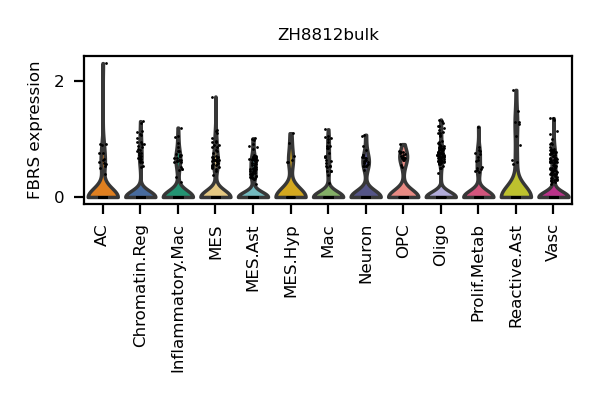 ZH8812bulk
FBRS expression
2
0
AC
Chromatin.Reg
Inflammatory.Mac
MES
MES.Ast
MES.Hyp
Mac
Neuron
OPC
Oligo
Prolif.Metab
Reactive.Ast
Vasc